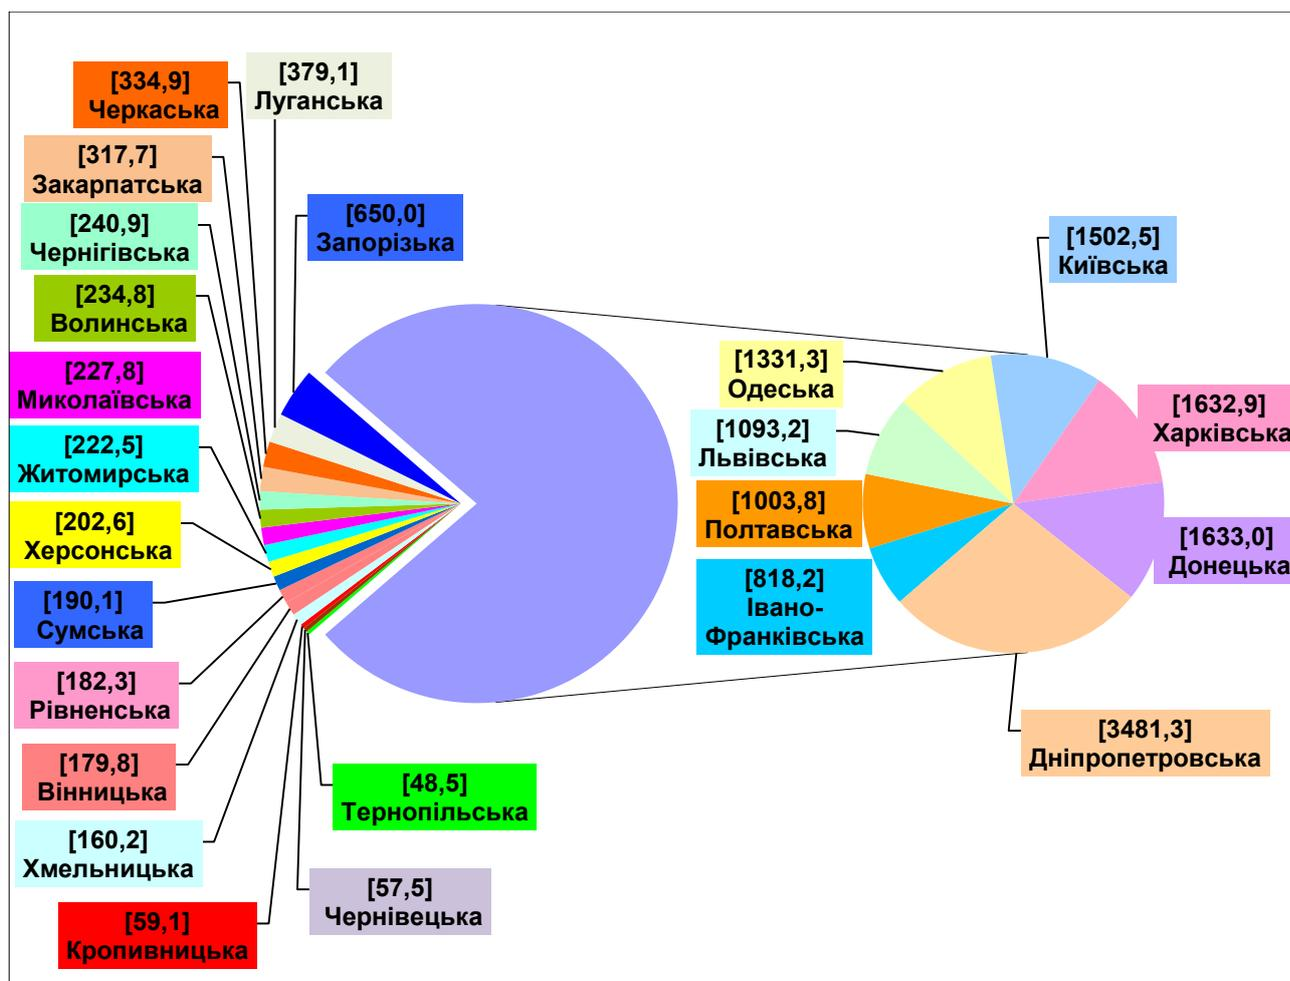 [379,1]
Луганська
[334,9]
Черкаська
[317,7]
Закарпатська
[240,9]
Чернігівська
[234,8]
Волинська
[227,8]
Миколаївська
[222,5]
Житомирська
[202,6]
Херсонська
[190,1]
Сумська
[182,3]
Рівненська
[179,8]
Вінницька
[160,2]
Хмельницька
[59,1]
Кропивницька
[650,0]
Запорізька
[48,5]
Тернопільська
[57,5]
Чернівецька
[1502,5]
Київська
[1331,3]
Одеська
[1093,2]
Львівська
[1003,8]
Полтавська
[818,2]
Івано-
Франківська
[1632,9]
Харківська
[1633,0]
Донецька
[3481,3]
Дніпропетровська